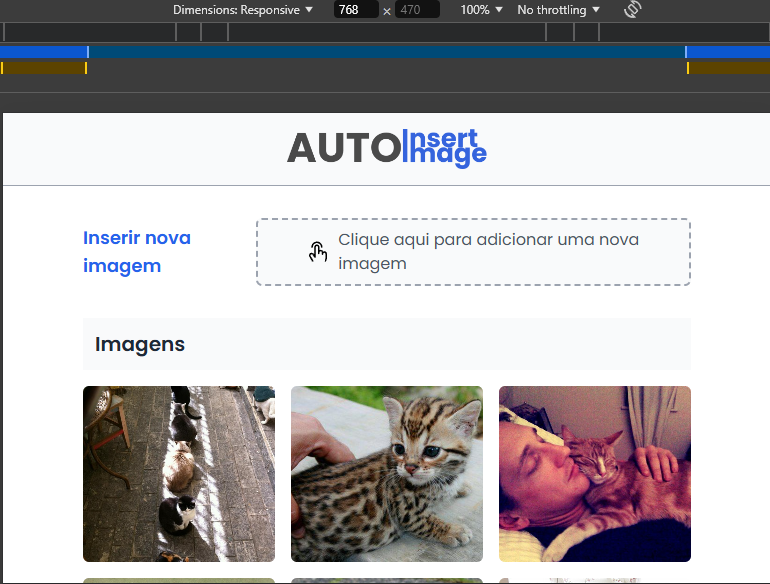 Dimensions: Responsive ▼ 768 × 470 100% ▼ No throttling ▼
AUTO Insert
Image
Inserir nova
imagem
Clique aqui para adicionar uma nova
imagem
Imagens